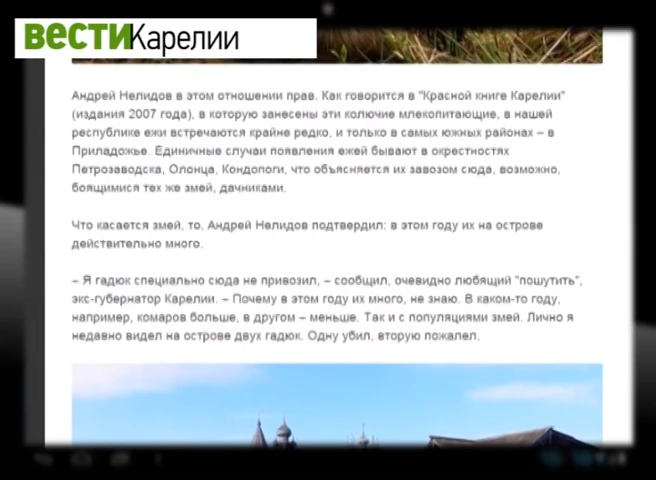 ВЕСТИ Карелии
Андрей Нелидов в этом отношении прав. Как говорится в "Красной книге Карелии"
(издания 2007 года), в которую занесены эти колючие млекопитающие, в нашей
республике ежи встречаются крайне редко, и только в самых южных районах – в
Приладожье. Единичные случаи появления ежей бывают в окрестностях
Петрозаводска, Олонца, Кондопоги, что объясняется их завозом сюда, возможно,
боящимися тех же змей, дачниками.
Что касается змей, то, Андрей Нелидов подтвердил: в этом году их на острове
действительно много.
– Я гадюк специально сюда не привозил, – сообщил, очевидно любящий "пошутить",
экс-губернатор Карелии. – Почему в этом году их много, не знаю. В каком-то году,
например, комаров больше, в другом – меньше. Так и с популяциями змей. Лично я
недавно видел на острове двух гадюк. Одну убил, вторую пожалел.